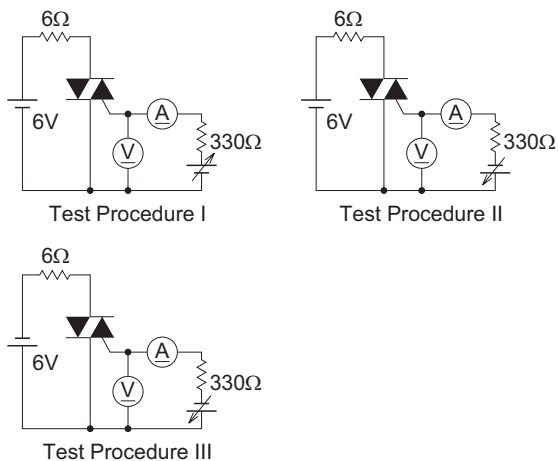 6Ω
A
V
6V
330Ω
Test Procedure I
6Ω
A
V
6V
330Ω
Test Procedure II
6Ω
A
V
6V
330Ω
Test Procedure III